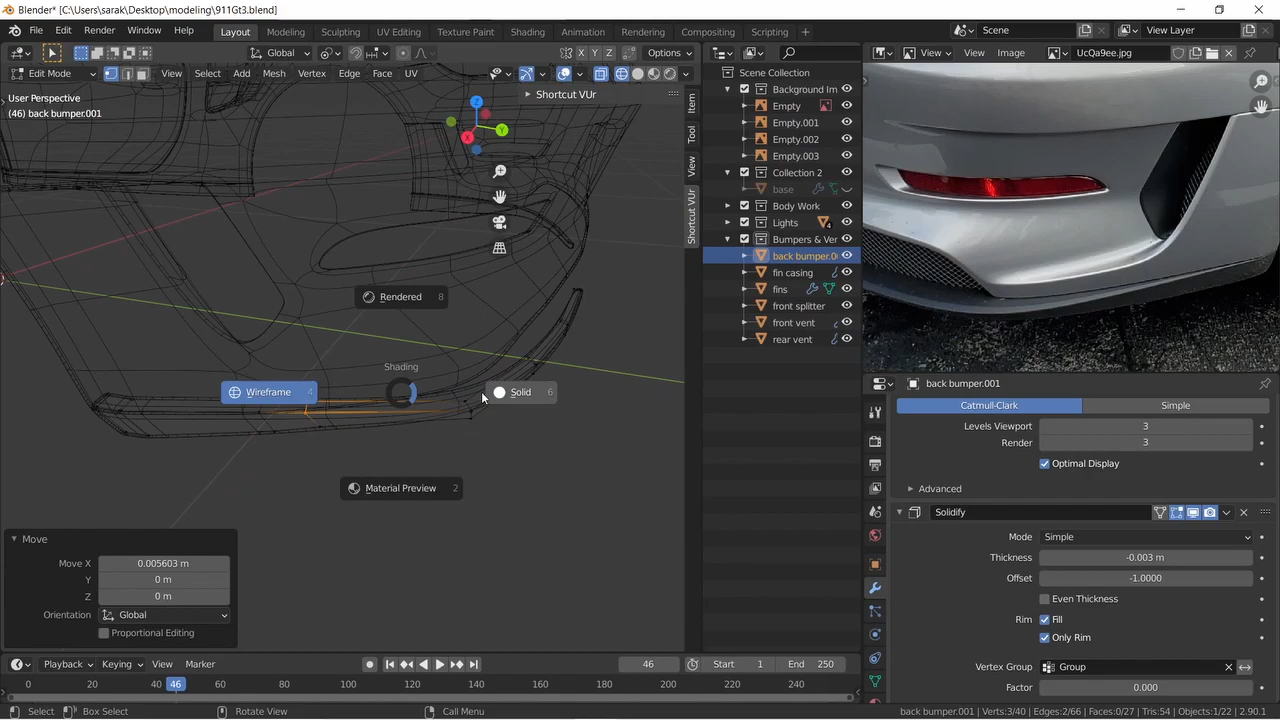 Blender* [C:\Users\sarak\Desktop\modeling\911Gt3.blend]
File Edit Render Window Help Layout Modeling Sculpting UV Editing Texture Paint Shading Animation Rendering Compositing Scripting + Scene View Layer
Global X Y Z Options View View Image UcQa9ee.jpg
Edit Mode View Select Add Mesh Vertex Edge Face UV
Scene Collection
User Perspective
(46) back bumper.001
Shortcut VUr
Background Im
Empty
Empty.001
Empty.002
Empty.003
Collection 2
base
Body Work
Lights 4
Bumpers & Ver
back bumper.0
fin casing
fins
front splitter
front vent
rear vent
Z
Y
X
Item
Tool
View
Shortcut VUr
Rendered 8
Shading
Wireframe 4
Solid 6
Material Preview 2
back bumper.001
Catmull-Clark Simple
Levels Viewport 3
Render 3
Optimal Display
Advanced
Solidify
Mode Simple
Thickness -0.003 m
Offset -1.0000
Even Thickness
Rim Fill
Only Rim
Vertex Group Group
Factor 0.000
Move
Move X 0.005603 m
Y 0 m
Z 0 m
Orientation Global
Proportional Editing
Playback Keying View Marker 46 Start 1 End 250
0 20 40 46 60 80 100 120 140 160 180 200 220 240
Select Box Select Rotate View Call Menu back bumper.001 | Verts:3/40 | Edges:2/66 | Faces:0/27 | Tris:54 | Objects:1/22 | 2.90.1